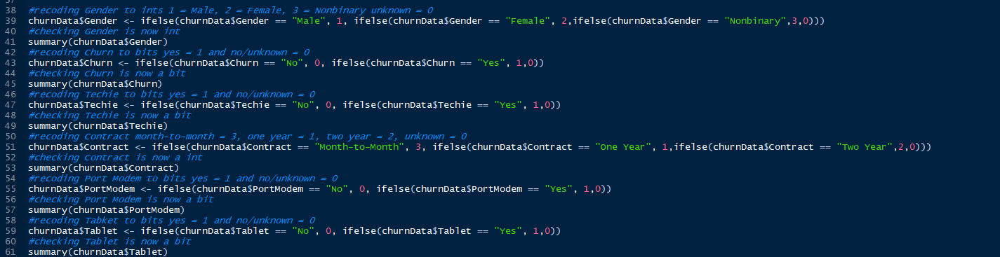 38 #recoding Gender to ints 1 = Male, 2 = Female, 3 = Nonbinary unknown = 0
39 churnData$Gender <- ifelse(churnData$Gender == "Male", 1, ifelse(churnData$Gender == "Female", 2,ifelse(churnData$Gender == "Nonbinary",3,0)))
40 #checking Gender is now int
41 summary(churnData$Gender)
42 #recoding Churn to bits yes = 1 and no/unknown = 0
43 churnData$Churn <- ifelse(churnData$Churn == "No", 0, ifelse(churnData$Churn == "Yes", 1,0))
44 #checking Churn is now a bit
45 summary(churnData$Churn)
46 #recoding Techie to bits yes = 1 and no/unknown = 0
47 churnData$Techie <- ifelse(churnData$Techie == "No", 0, ifelse(churnData$Techie == "Yes", 1,0))
48 #checking Techie is now a bit
49 summary(churnData$Techie)
50 #recoding Contract month-to-month = 3, one year = 1, two year = 2, unknown = 0
51 churnData$Contract <- ifelse(churnData$Contract == "Month-to-Month", 3, ifelse(churnData$Contract == "One Year", 1,ifelse(churnData$Contract == "Two Year",2,0)))
52 #checking Contract is now a int
53 summary(churnData$Contract)
54 #recoding Port Modem to bits yes = 1 and no/unknown = 0
55 churnData$PortModem <- ifelse(churnData$PortModem == "No", 0, ifelse(churnData$PortModem == "Yes", 1,0))
56 #checking Port Modem is now a bit
57 summary(churnData$PortModem)
58 #recoding Tabket to bits yes = 1 and no/unknown = 0
59 churnData$Tablet <- ifelse(churnData$Tablet == "No", 0, ifelse(churnData$Tablet == "Yes", 1,0))
60 #checking Tablet is now a bit
61 summary(churnData$Tablet)